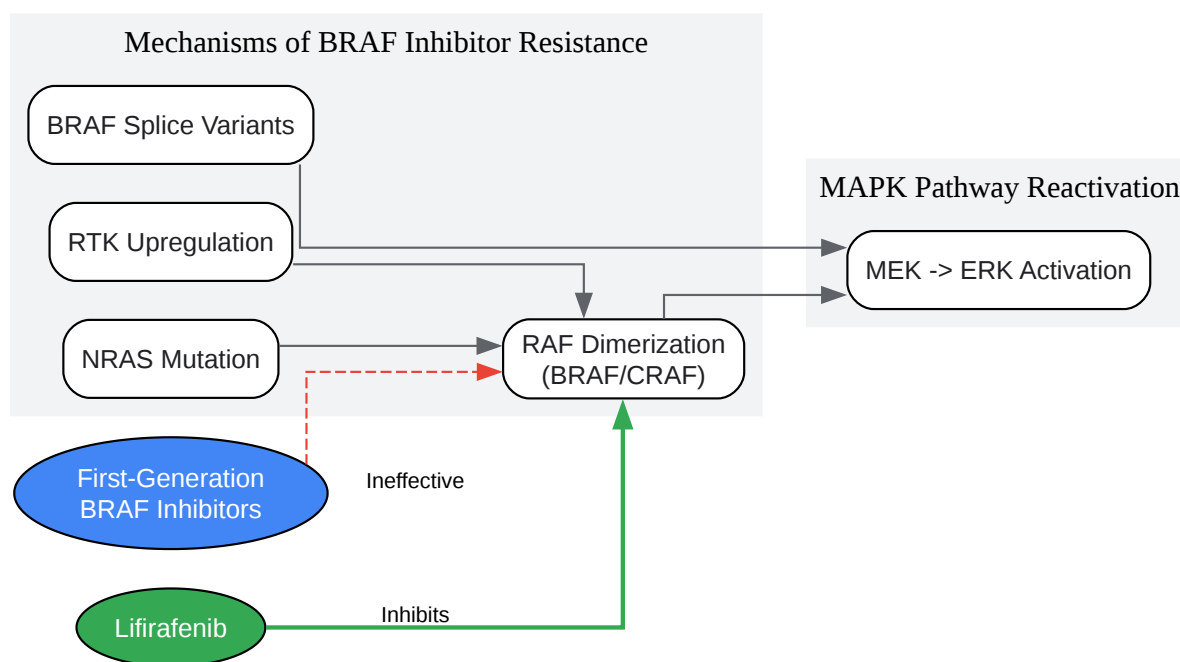 Mechanisms of BRAF Inhibitor Resistance
BRAF Splice Variants
MAPK Pathway Reactivation
RTK Upregulation
MEK -> ERK Activation
NRAS Mutation
RAF Dimerization
(BRAF/CRAF)
First-Generation
BRAF Inhibitors
Ineffective
Inhibits
Lifirafenib